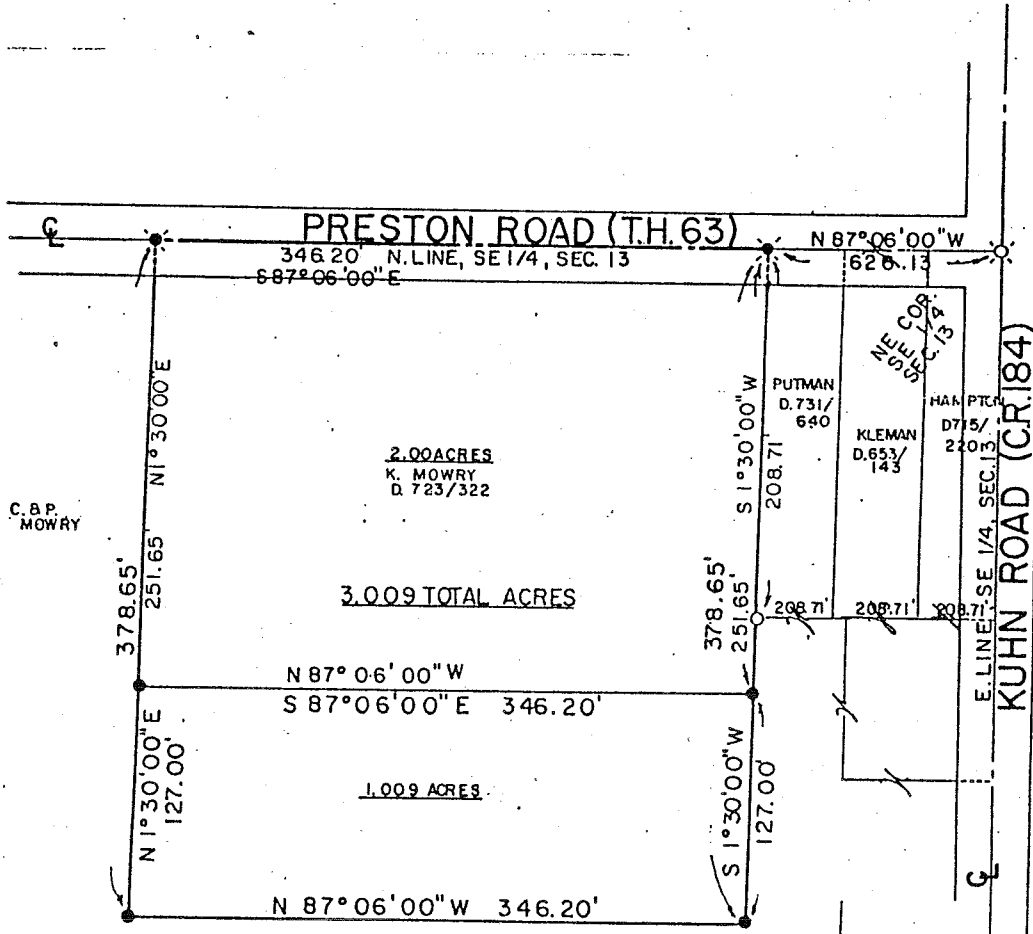 ℄
PRESTON ROAD (T.H.63)
N 87°06'00"W
626.13
346.20' N. LINE, SE 1/4, SEC. 13
S 87°06'00" E
NE COR.
SE 1/4
SEC. 13
N 1°30'00"E
251.65'
378.65'
2.00 ACRES
K. MOWRY
D. 723/322
C. & P.
MOWRY
3.009 TOTAL ACRES
S 1°30'00"W
208.71'
378.65'
251.65'
PUTMAN
D.731/
640
KLEMAN
D.653/
143
HAMPTON
D715/
220
208.71'
208.71'
208.71'
E. LINE, SE 1/4, SEC. 13
KUHN ROAD (C.R.184)
N 87° 06' 00" W
S 87°06'00" E 346.20'
N 1°30'00"E
127.00'
1.009 ACRES
S 1°30'00"W
127.00'
N 87°06'00"W 346.20'
℄